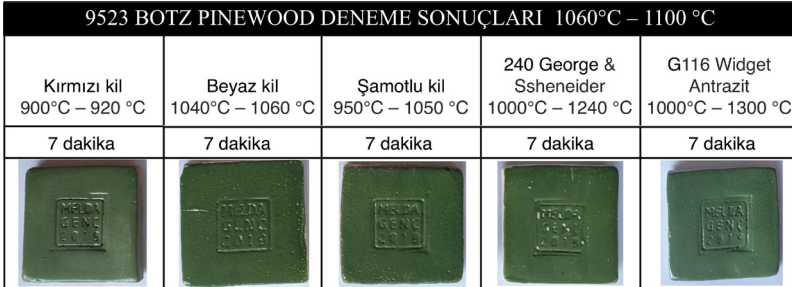 9523 BOTZ PINEWOOD DENEME SONUÇLARI 1060°C – 1100 °C
Kırmızı kil
900°C – 920 °C
Beyaz kil
1040°C – 1060 °C
Şamotlu kil
950°C – 1050 °C
240 George &
Ssheneider
1000°C – 1240 °C
G116 Widget
Antrazit
1000°C – 1300 °C
7 dakika
7 dakika
7 dakika
7 dakika
7 dakika
MELDA
GENÇ
2019
MELDA
GENÇ
2019
MELDA
GENÇ
2019
MELDA
GENÇ
2019
MELDA
GENÇ
2019